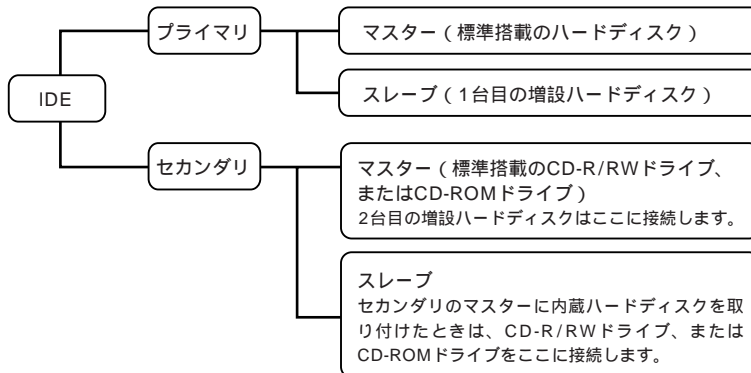 IDE
プライマリ
マスター（標準搭載のハードディスク）
スレーブ（1台目の増設ハードディスク）
セカンダリ
マスター（標準搭載のCD-R/RWドライブ、
またはCD-ROMドライブ）
2台目の増設ハードディスクはここに接続します。
スレーブ
セカンダリのマスターに内蔵ハードディスクを取
り付けたときは、CD-R/RWドライブ、または
CD-ROMドライブをここに接続します。